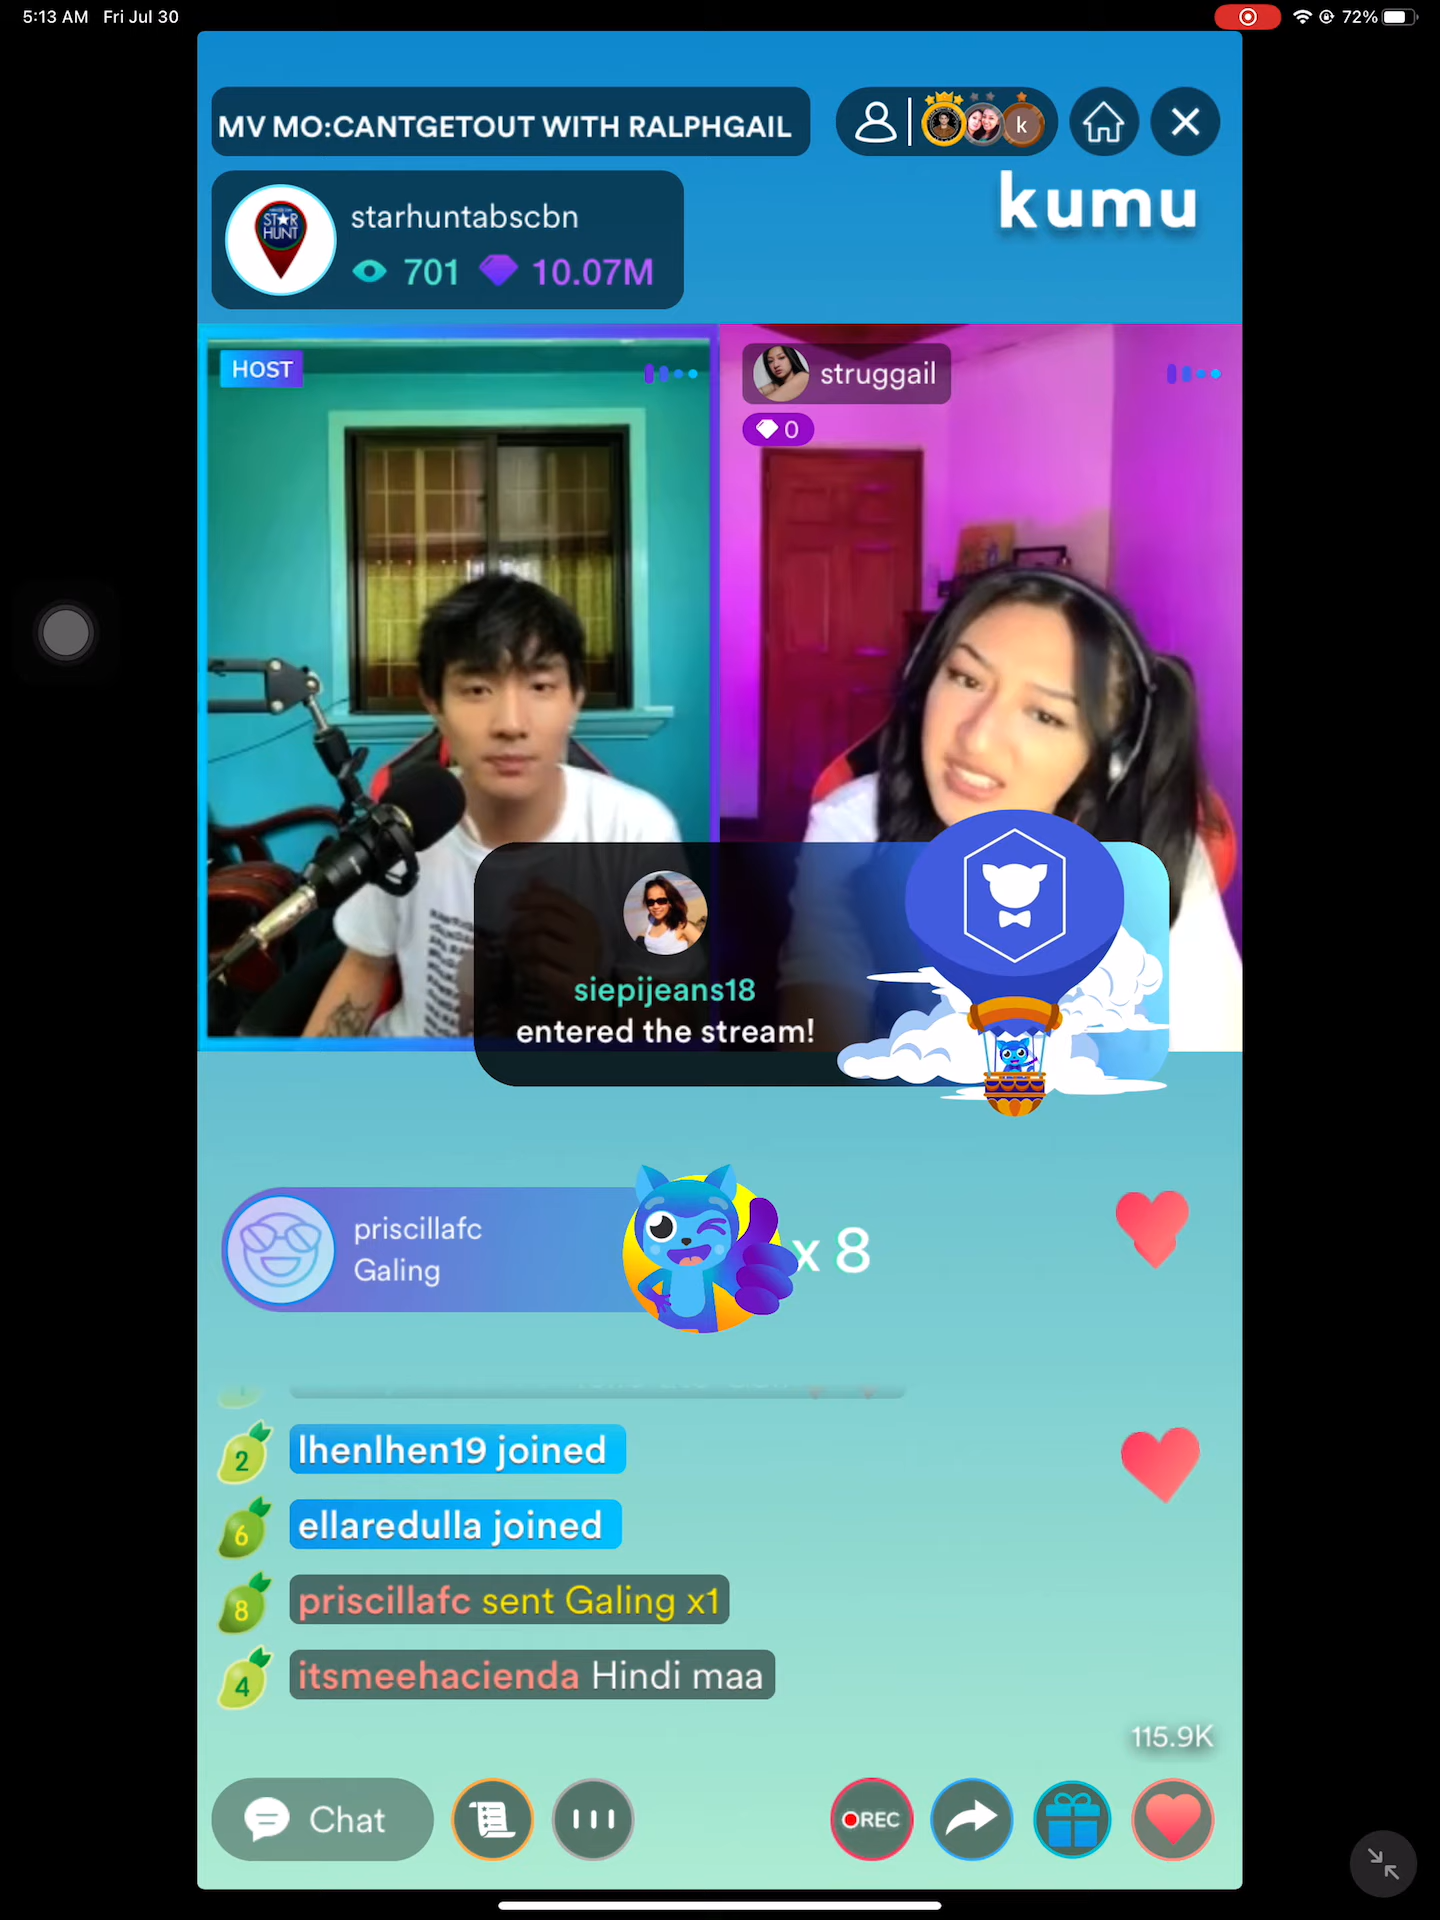 5:13 AM Fri Jul 30
72%
MV MO:CANTGETOUT WITH RALPHGAIL
k
STAR
HUNT
starhuntabscbn
701 10.07M
kumu
HOST
struggail
0
siepijeans18
entered the stream!
priscillafc
Galing
x 8
2 lhenlhen19 joined
6 ellaredulla joined
8 priscillafc sent Galing x1
4 itsmeehacienda Hindi maa
115.9K
Chat
REC